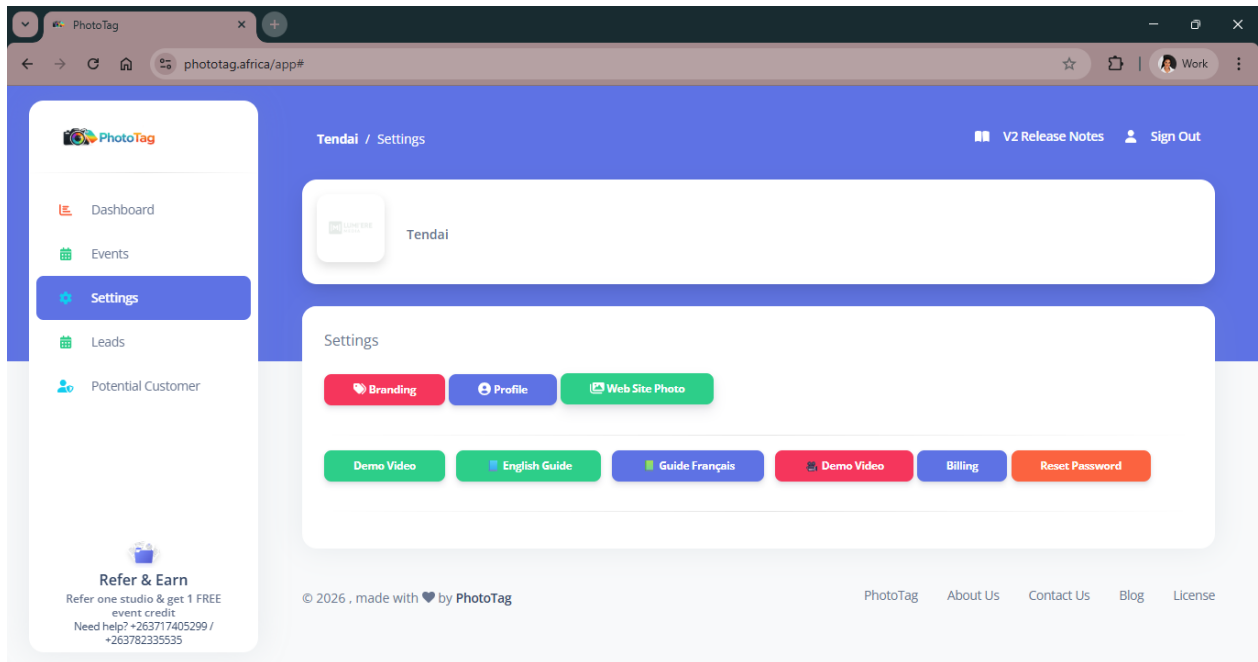 PhotoTag
phototag.africa/app#
Work
PhotoTag
Tendai / Settings
V2 Release Notes
Sign Out
Dashboard
Events
Settings
Leads
Potential Customer
Tendai
Settings
Branding
Profile
Web Site Photo
Demo Video
English Guide
Guide Français
Demo Video
Billing
Reset Password
Refer & Earn
Refer one studio & get 1 FREE
event credit
Need help? +263717405299 /
+263782335535
© 2026 , made with ♥ by PhotoTag
PhotoTag
About Us
Contact Us
Blog
License